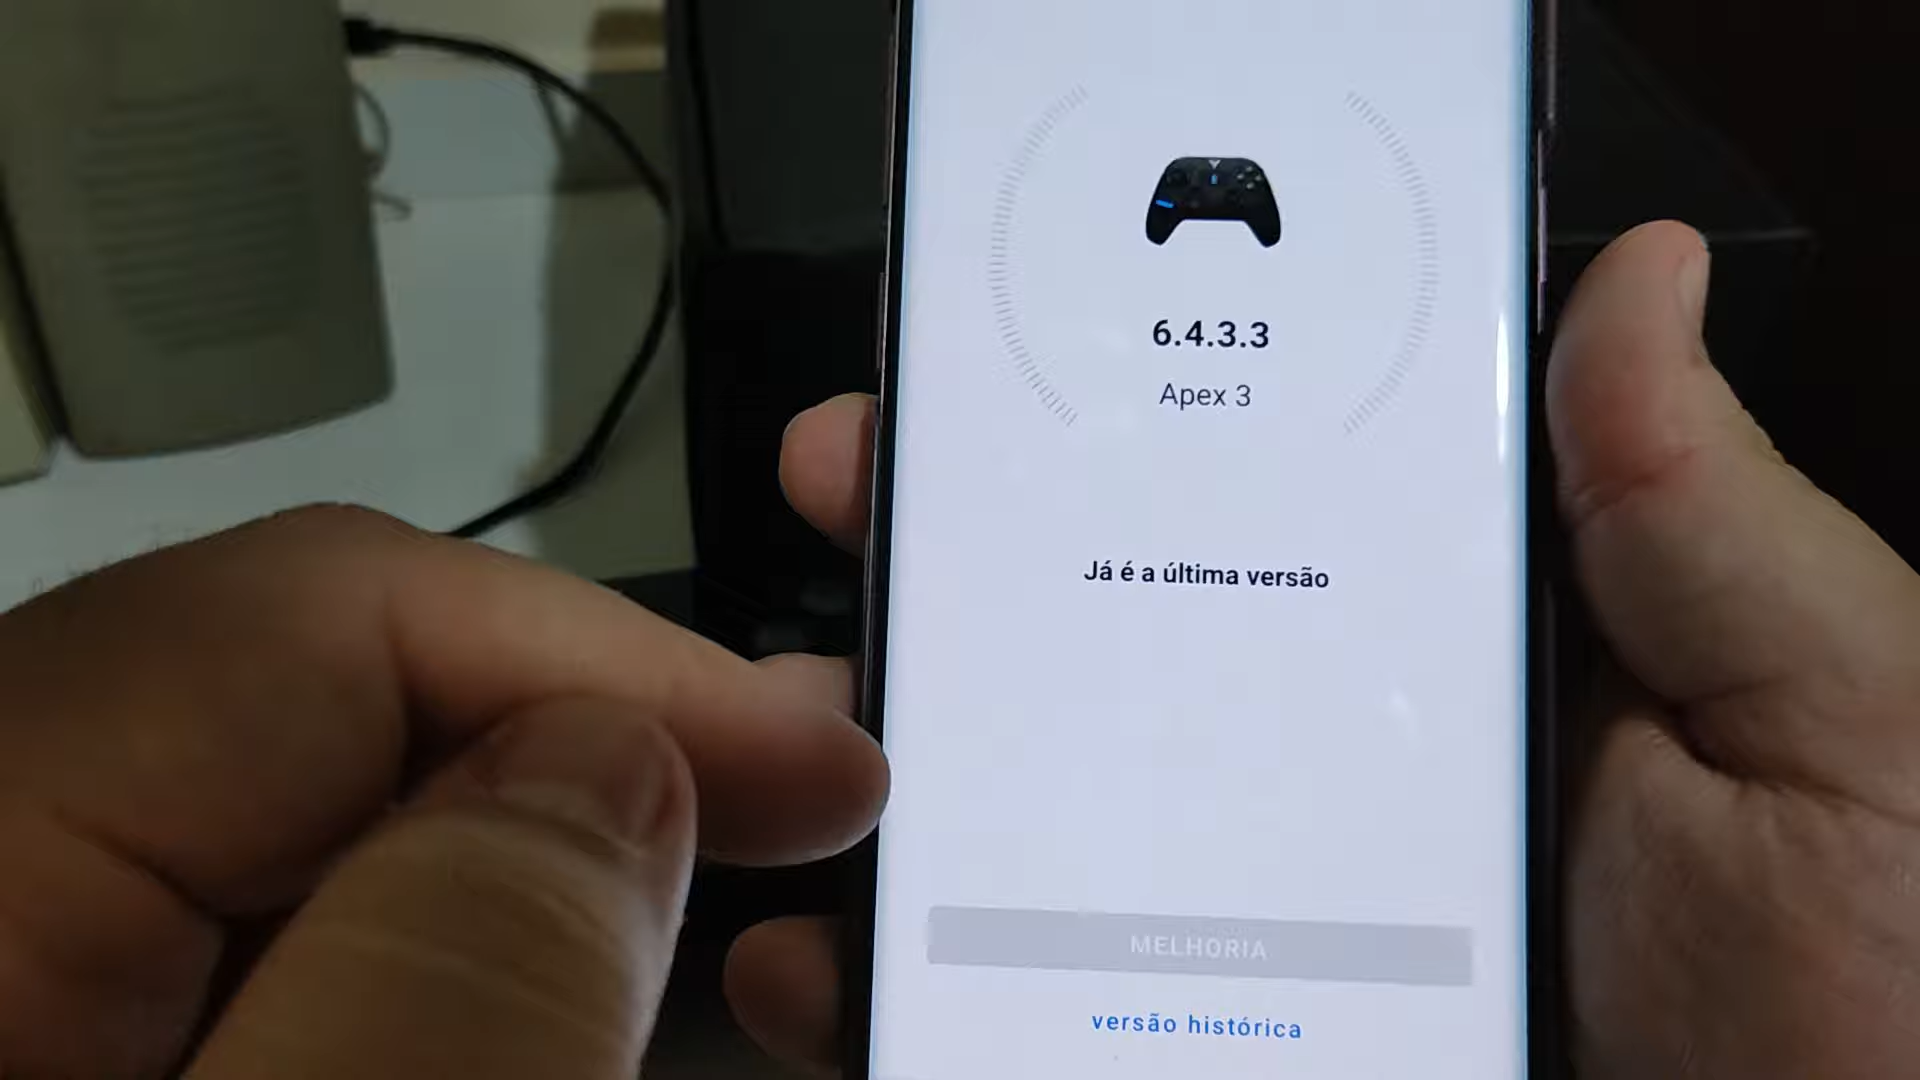 6.4.3.3
Apex 3
Já é a última versão
MELHORIA
versão histórica